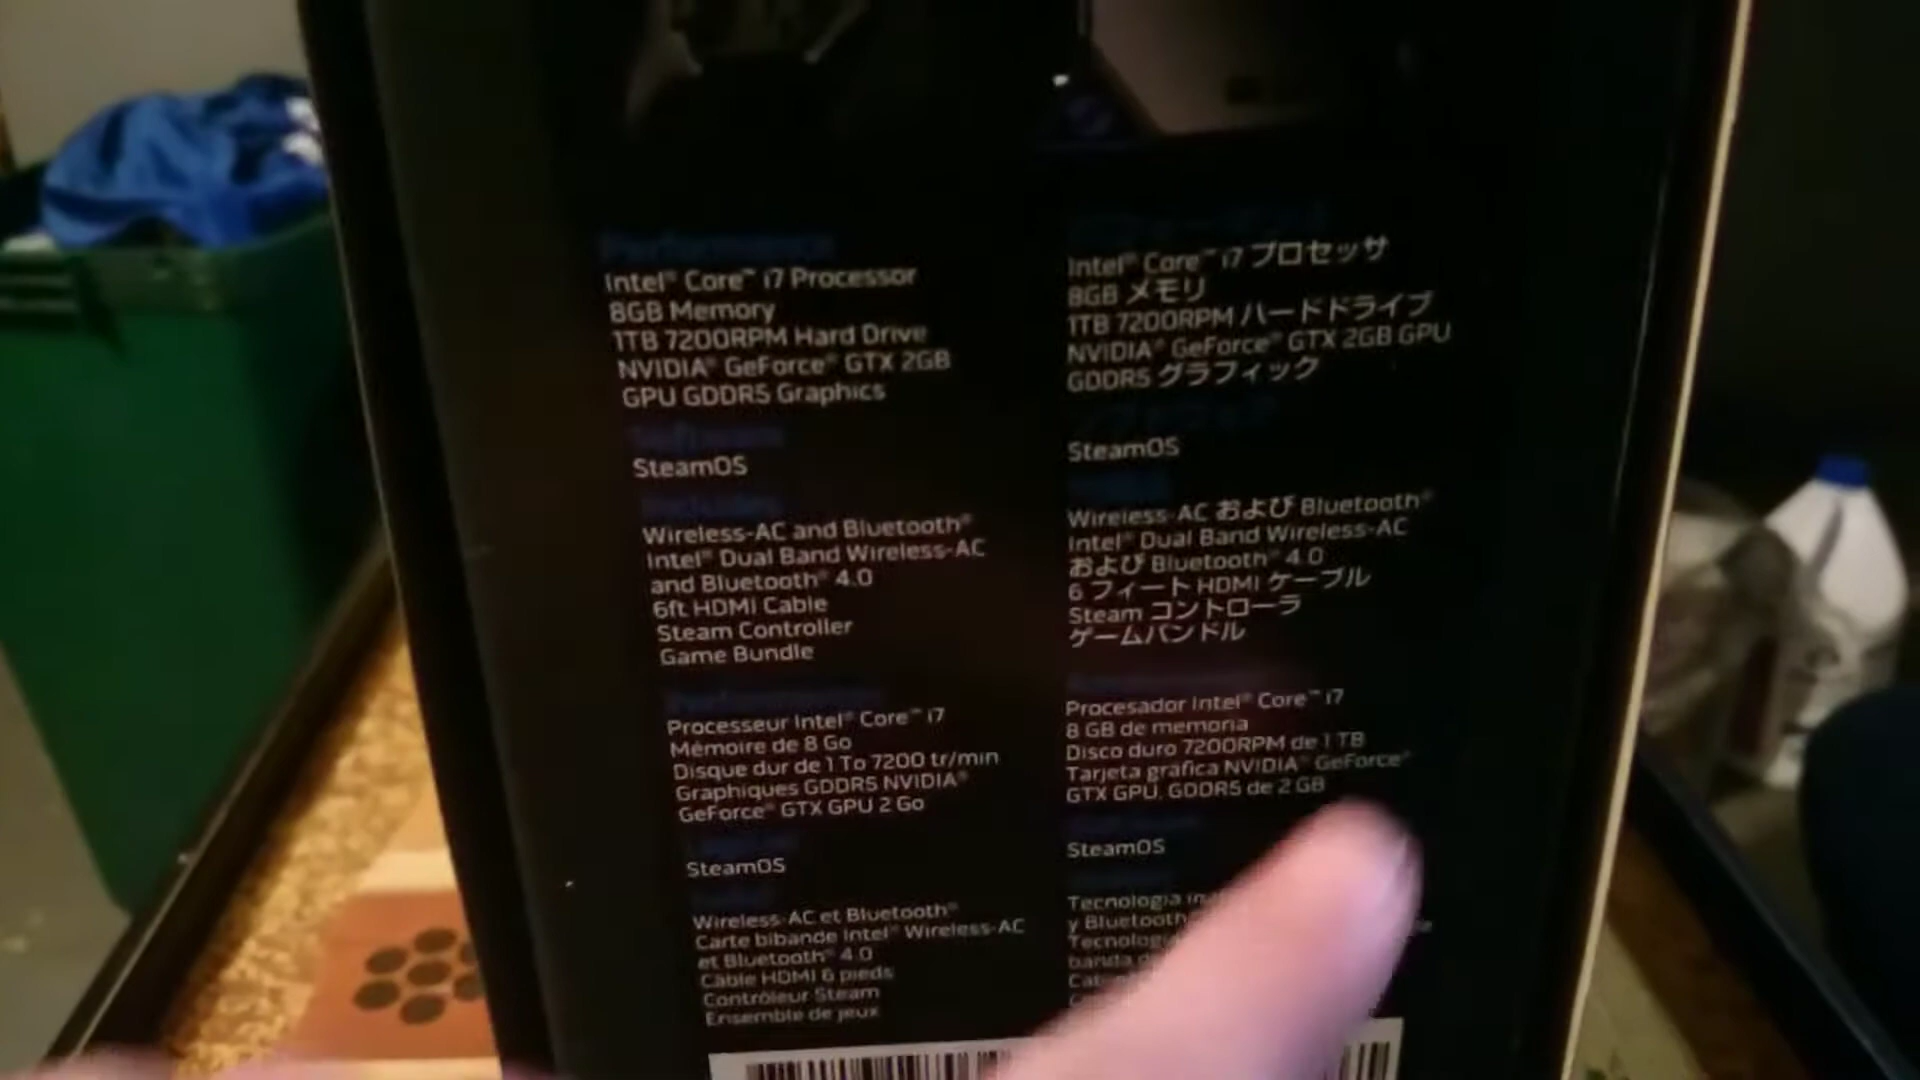 Performance
Intel® Core™ i7 Processor
8GB Memory
1TB 7200RPM Hard Drive
NVIDIA® GeForce® GTX 2GB
GPU GDDR5 Graphics
Software
SteamOS
Includes
Wireless-AC and Bluetooth®
Intel® Dual Band Wireless-AC
and Bluetooth® 4.0
6ft HDMI Cable
Steam Controller
Game Bundle
Intel® Core™ i7 プロセッサ
8GB メモリ
1TB 7200RPM ハードドライブ
NVIDIA® GeForce® GTX 2GB GPU
GDDR5 グラフィック
SteamOS
Wireless-AC および Bluetooth®
Intel® Dual Band Wireless-AC
および Bluetooth® 4.0
6 フィート HDMI ケーブル
Steam コントローラ
ゲームバンドル
Processeur Intel® Core™ i7
Mémoire de 8 Go
Disque dur de 1 To 7200 tr/min
Graphiques GDDR5 NVIDIA®
GeForce® GTX GPU 2 Go
SteamOS
Wireless-AC et Bluetooth®
Carte bibande Intel® Wireless-AC
et Bluetooth® 4.0
Câble HDMI 6 pieds
Contrôleur Steam
Ensemble de jeux
Procesador Intel® Core™ i7
8 GB de memoria
Disco duro 7200RPM de 1 TB
Tarjeta gráfica NVIDIA® GeForce®
GTX GPU, GDDR5 de 2 GB
SteamOS
Tecnología
y Bluetooth
banda